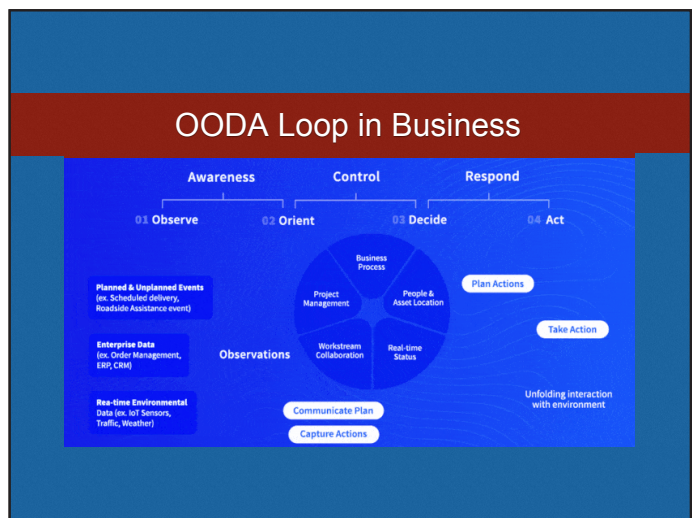 OODA Loop in Business
Awareness
Control
Respond
01 Observe
02 Orient
03 Decide
04 Act
Planned & Unplanned Events
(ex. Scheduled delivery,
Roadside Assistance event)
Enterprise Data
(ex. Order Management,
ERP, CRM)
Rea-time Environmental
Data (ex. IoT Sensors,
Traffic, Weather)
Observations
Business
Process
Project
Management
People &
Asset Location
Workstream
Collaboration
Real-time
Status
Communicate Plan
Capture Actions
Plan Actions
Take Action
Unfolding interaction
with environment